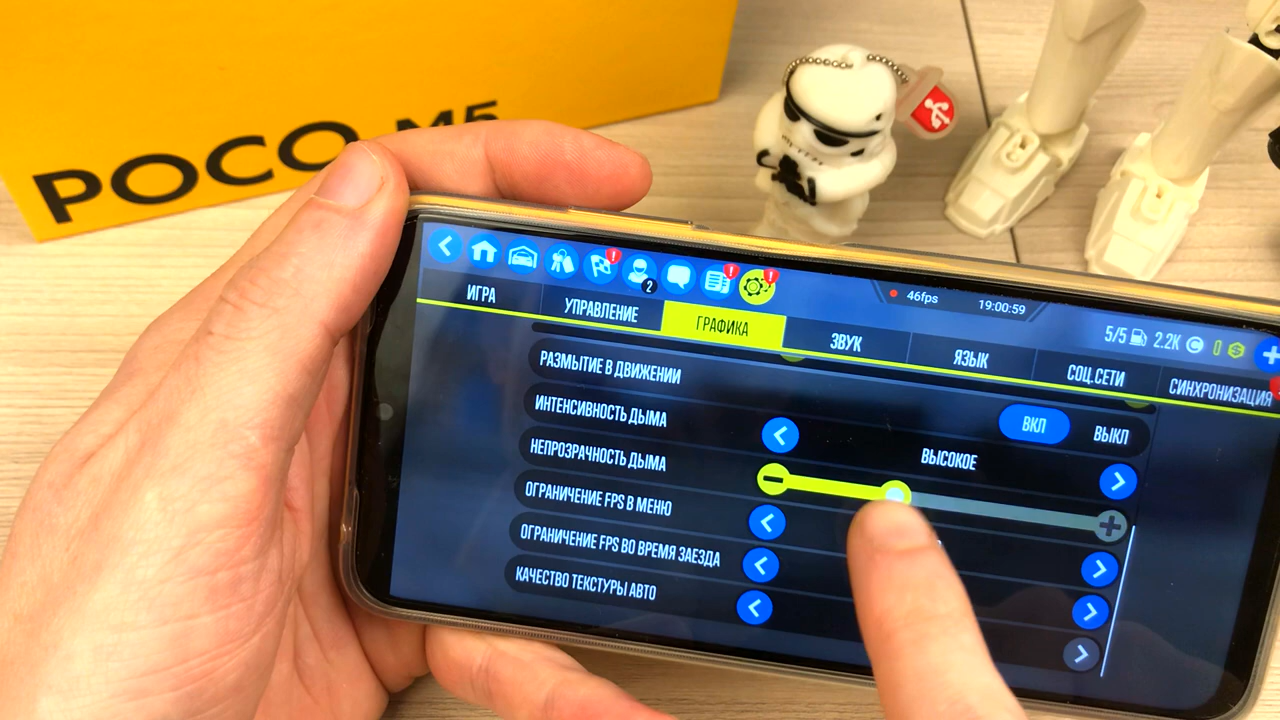 POCO M5
2
46fps
19:00:59
5/5 2.2K 0
ИГРА
УПРАВЛЕНИЕ
ГРАФИКА
ЗВУК
ЯЗЫК
СОЦ.СЕТИ
СИНХРОНИЗАЦИЯ
РАЗМЫТИЕ В ДВИЖЕНИИ
ВКЛ ВЫКЛ
ИНТЕНСИВНОСТЬ ДЫМА
ВЫСОКОЕ
НЕПРОЗРАЧНОСТЬ ДЫМА
ОГРАНИЧЕНИЕ FPS В МЕНЮ
ОГРАНИЧЕНИЕ FPS ВО ВРЕМЯ ЗАЕЗДА
КАЧЕСТВО ТЕКСТУРЫ АВТО